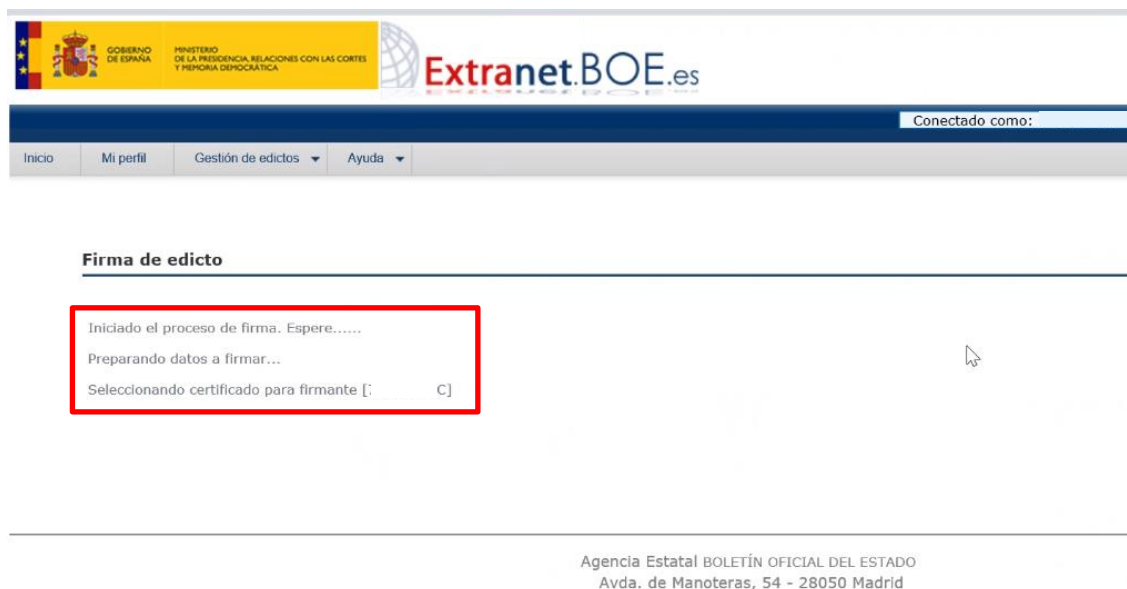 GOBIERNO
DE ESPAÑA
MINISTERIO
DE LA PRESIDENCIA, RELACIONES CON LAS CORTES
Y MEMORIA DEMOCRÁTICA
Extranet.BOE.es
Conectado como:
Inicio Mi perfil Gestión de edictos Ayuda
Firma de edicto
Iniciado el proceso de firma. Espere......
Preparando datos a firmar...
Seleccionando certificado para firmante [ C]
Agencia Estatal BOLETÍN OFICIAL DEL ESTADO
Avda. de Manoteras, 54 - 28050 Madrid